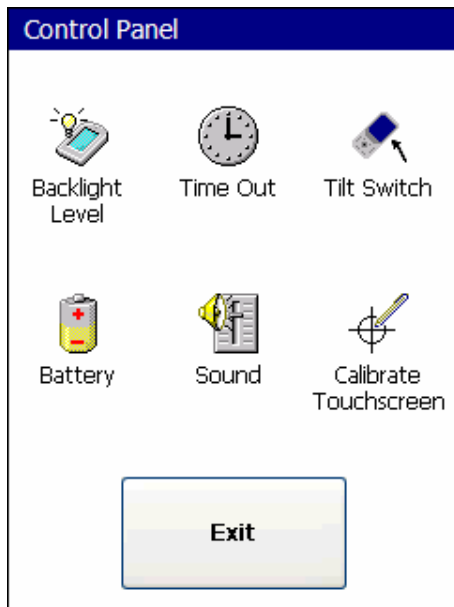 Control Panel
Backlight
Level
Time Out
Tilt Switch
Battery
Sound
Calibrate
Touchscreen
Exit